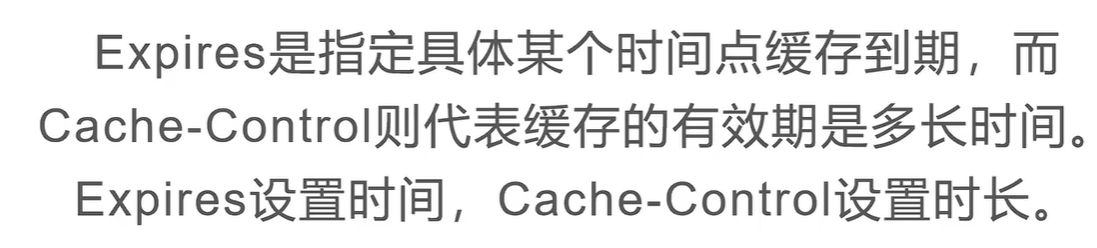 Expires是指定具体某个时间点缓存到期，而
Cache-Control则代表缓存的有效期是多长时间。
Expires设置时间，Cache-Control设置时长。